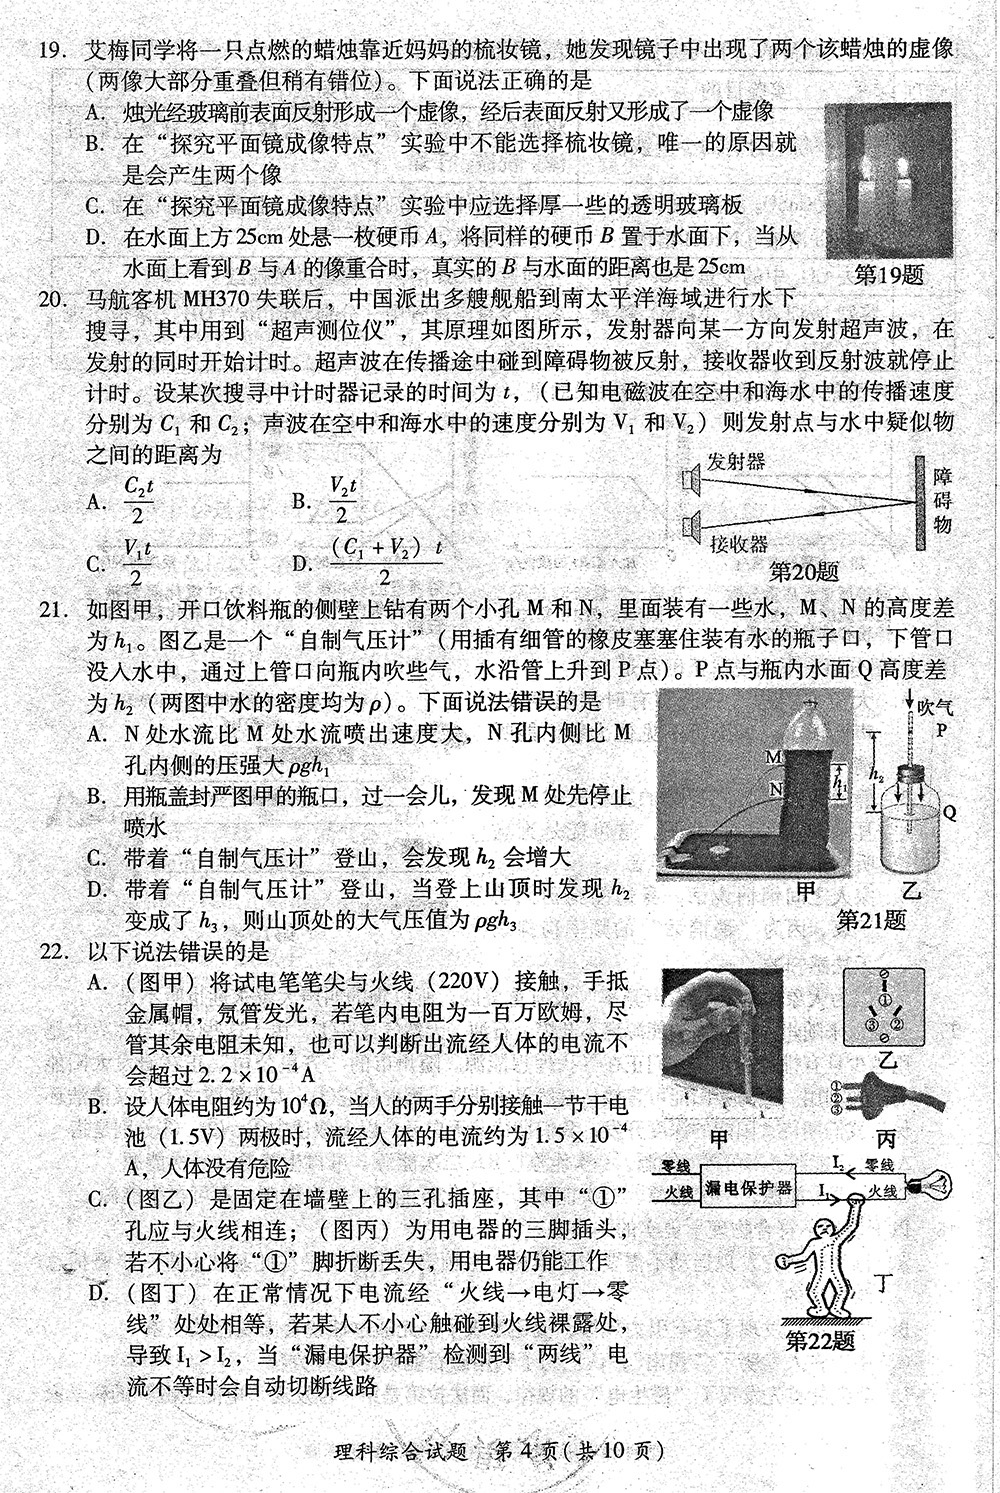 19. 艾梅同学将一只点燃的蜡烛靠近妈妈的梳妆镜，她发现镜子中出现了两个该蜡烛的虚像
(两像大部分重叠但稍有错位)。下面说法正确的是
A. 烛光经玻璃前表面反射形成一个虚像，经后表面反射又形成了一个虚像
B. 在“探究平面镜成像特点”实验中不能选择梳妆镜，唯一的原因就
是会产生两个像
C. 在“探究平面镜成像特点”实验中应选择厚一些的透明玻璃板
D. 在水面上方25cm处悬一枚硬币A，将同样的硬币B置于水面下，当从
水面上看到B与A的像重合时，真实的B与水面的距离也是25cm
第19题
20. 马航客机MH370失联后，中国派出多艘舰船到南太平洋海域进行水下
搜寻，其中用到“超声测位仪”，其原理如图所示，发射器向某一方向发射超声波，在
发射的同时开始计时。超声波在传播途中碰到障碍物被反射，接收器收到反射波就停止
计时。设某次搜寻中计时器记录的时间为t，(已知电磁波在空中和海水中的传播速度
分别为C₁和C₂；声波在空中和海水中的速度分别为V₁和V₂) 则发射点与水中疑似物
之间的距离为
A. C₂t/2 B. V₂t/2
C. V₁t/2 D. (C₁+V₂)t/2
发射器
接收器
障碍物
第20题
21. 如图甲，开口饮料瓶的侧壁上钻有两个小孔M和N，里面装有一些水，M、N的高度差
为h₁。图乙是一个“自制气压计”(用插有细管的橡皮塞塞住装有水的瓶子口，下管口
没入水中，通过上管口向瓶内吹些气，水沿管上升到P点)。P点与瓶内水面Q高度差
为h₂(两图中水的密度均为ρ)。下面说法错误的是
A. N处水流比M处水流喷出速度大，N孔内侧比M
孔内侧的压强大ρgh₁
B. 用瓶盖封严图甲的瓶口，过一会儿，发现M处先停止
喷水
C. 带着“自制气压计”登山，会发现h₂会增大
D. 带着“自制气压计”登山，当登上山顶时发现h₂
变成了h₃，则山顶处的大气压值为ρgh₃
M
N
h₁
甲
吹气
P
h₂
Q
乙
第21题
22. 以下说法错误的是
A. (图甲)将试电笔笔尖与火线(220V)接触，手抵
金属帽，氖管发光，若笔内电阻为一百万欧姆，尽
管其余电阻未知，也可以判断出流经人体的电流不
会超过2.2×10⁻⁴A
B. 设人体电阻约为10⁴Ω，当人的两手分别接触一节干电
池(1.5V)两极时，流经人体的电流约为1.5×10⁻⁴
A，人体没有危险
C. (图乙)是固定在墙壁上的三孔插座，其中“①”
孔应与火线相连；(图丙)为用电器的三脚插头，
若不小心将“①”脚折断丢失，用电器仍能工作
D. (图丁)在正常情况下电流经“火线→电灯→零
线”处处相等，若某人不小心触碰到火线裸露处，
导致I₁>I₂，当“漏电保护器”检测到“两线”电
流不等时会自动切断线路
甲
①
③ ②
乙
①
②
③
丙
零线
火线
漏电保护器
I₂ 零线
I₁ 火线
丁
第22题
理科综合试题 第4页(共10页)